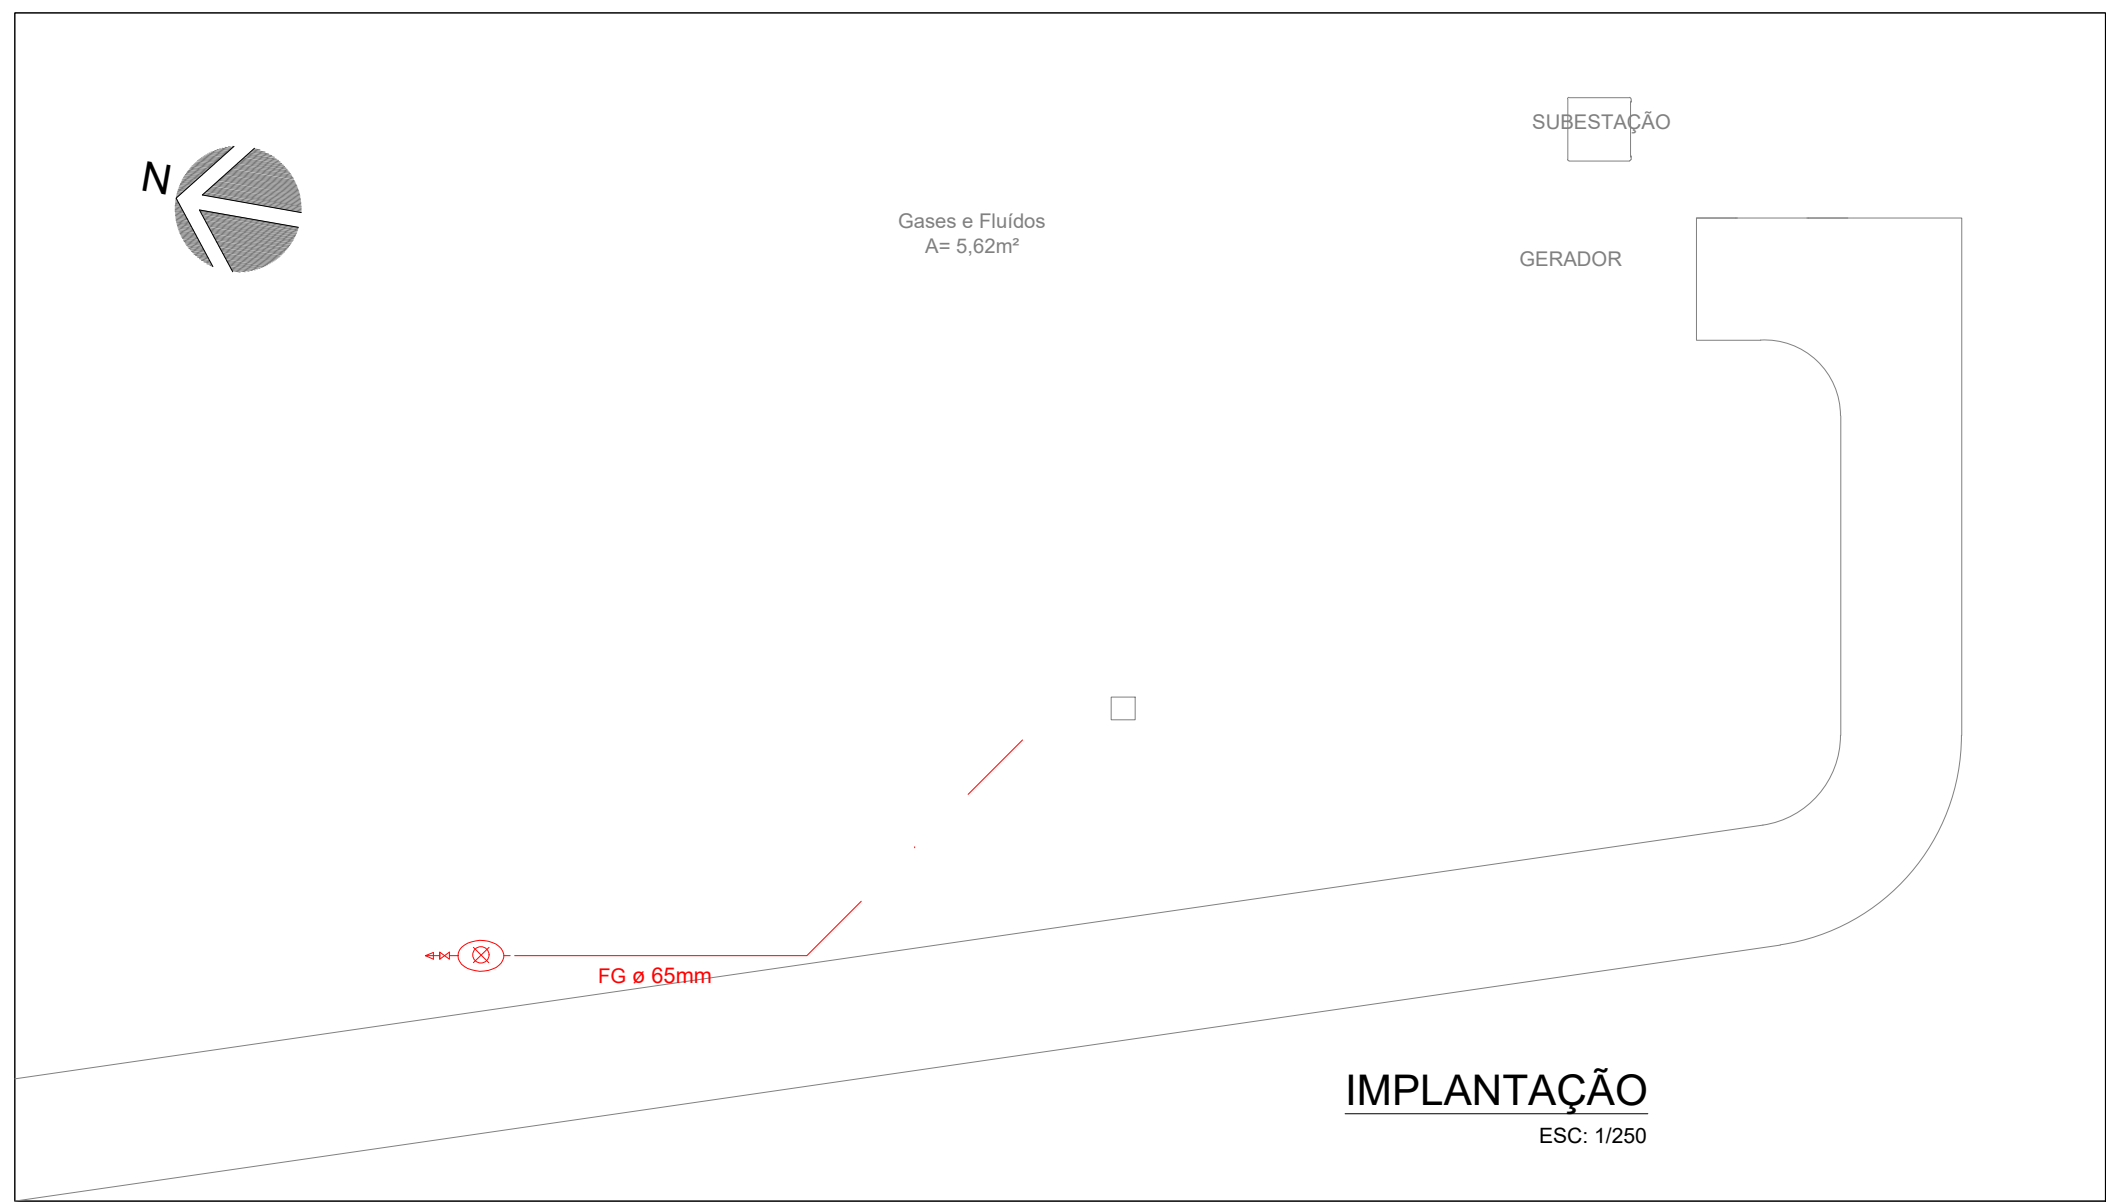 SUBESTAÇÃO
N
Gases e Fluídos
A= 5,62m²
GERADOR
FG ø 65mm
IMPLANTAÇÃO
ESC: 1/250